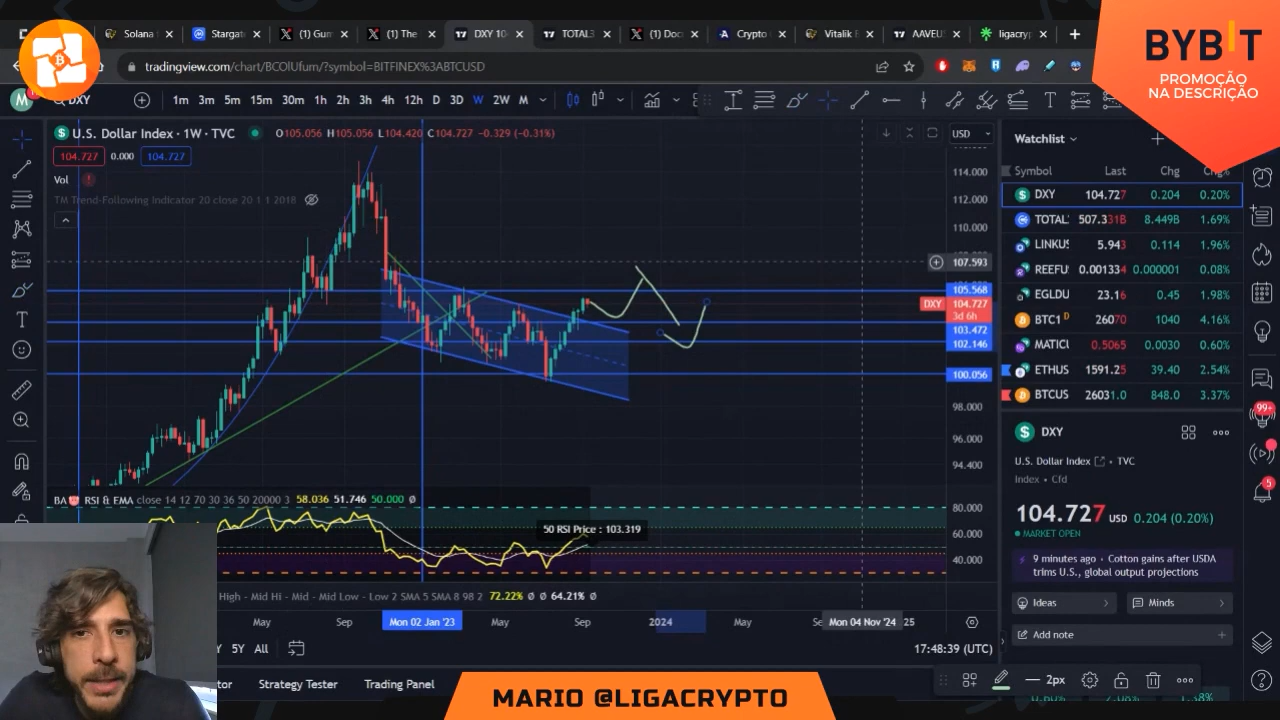 Solana f
Stargat
(1) Gum
(1) The
DXY 10
TOTAL3
(1) Doc
Crypto
Vitalik E
AAVEUS
ligacryp
tradingview.com/chart/BCOlUfum/?symbol=BITFINEX%3ABTCUSD
BYBIT
PROMOÇÃO
NA DESCRIÇÃO
M
DXY
1m 3m 5m 15m 30m 1h 2h 3h 4h 12h D 3D W 2W M
U.S. Dollar Index · 1W · TVC
O105.056 H105.056 L104.420 C104.727 -0.329 (-0.31%)
104.727 0.000 104.727
Vol
TM Trend-Following Indicator 20 close 20 1 1 2018
USD
114.000
112.000
110.000
107.593
105.568
DXY 104.727
3d 6h
103.472
102.146
100.056
98.000
96.000
94.400
RSI & EMA close 14 12 70 30 36 50 20000 3 58.036 51.746 50.000 Ø
80.000
60.000
40.000
50 RSI Price : 103.319
High - Mid Hi - Mid - Mid Low - Low 2 SMA 5 SMA 8 98 2 72.22% Ø Ø 64.21% Ø
May
Sep
Mon 02 Jan '23
May
Sep
2024
May
Mon 04 Nov '24
25
5Y All
17:48:39 (UTC)
Strategy Tester
Trading Panel
2px
Watchlist
Symbol Last Chg Chg%
DXY 104.727 0.204 0.20%
TOTAL: 507.331B 8.449B 1.69%
LINKUS 5.943 0.114 1.96%
REEFU 0.001334 0.000001 0.08%
EGLDU 23.16 0.45 1.98%
BTC1 D 26070 1040 4.16%
MATICU 0.5065 0.0030 0.60%
ETHUS 1591.25 39.40 2.54%
BTCUS 26031.0 848.0 3.37%
DXY
U.S. Dollar Index · TVC
Index · Cfd
104.727 USD 0.204 (0.20%)
MARKET OPEN
9 minutes ago · Cotton gains after USDA
trims U.S., global output projections
Ideas
Minds
Add note
99+
5
MARIO @LIGACRYPTO